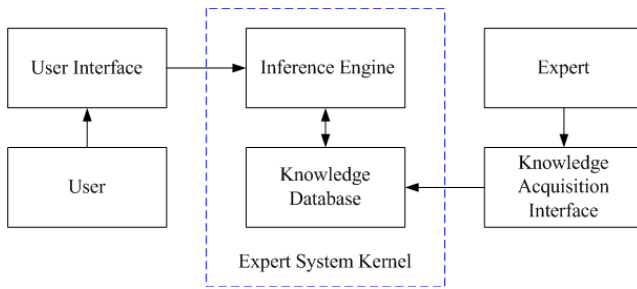 User Interface
Inference Engine
Expert
User
Knowledge
Database
Knowledge
Acquisition
Interface
Expert System Kernel